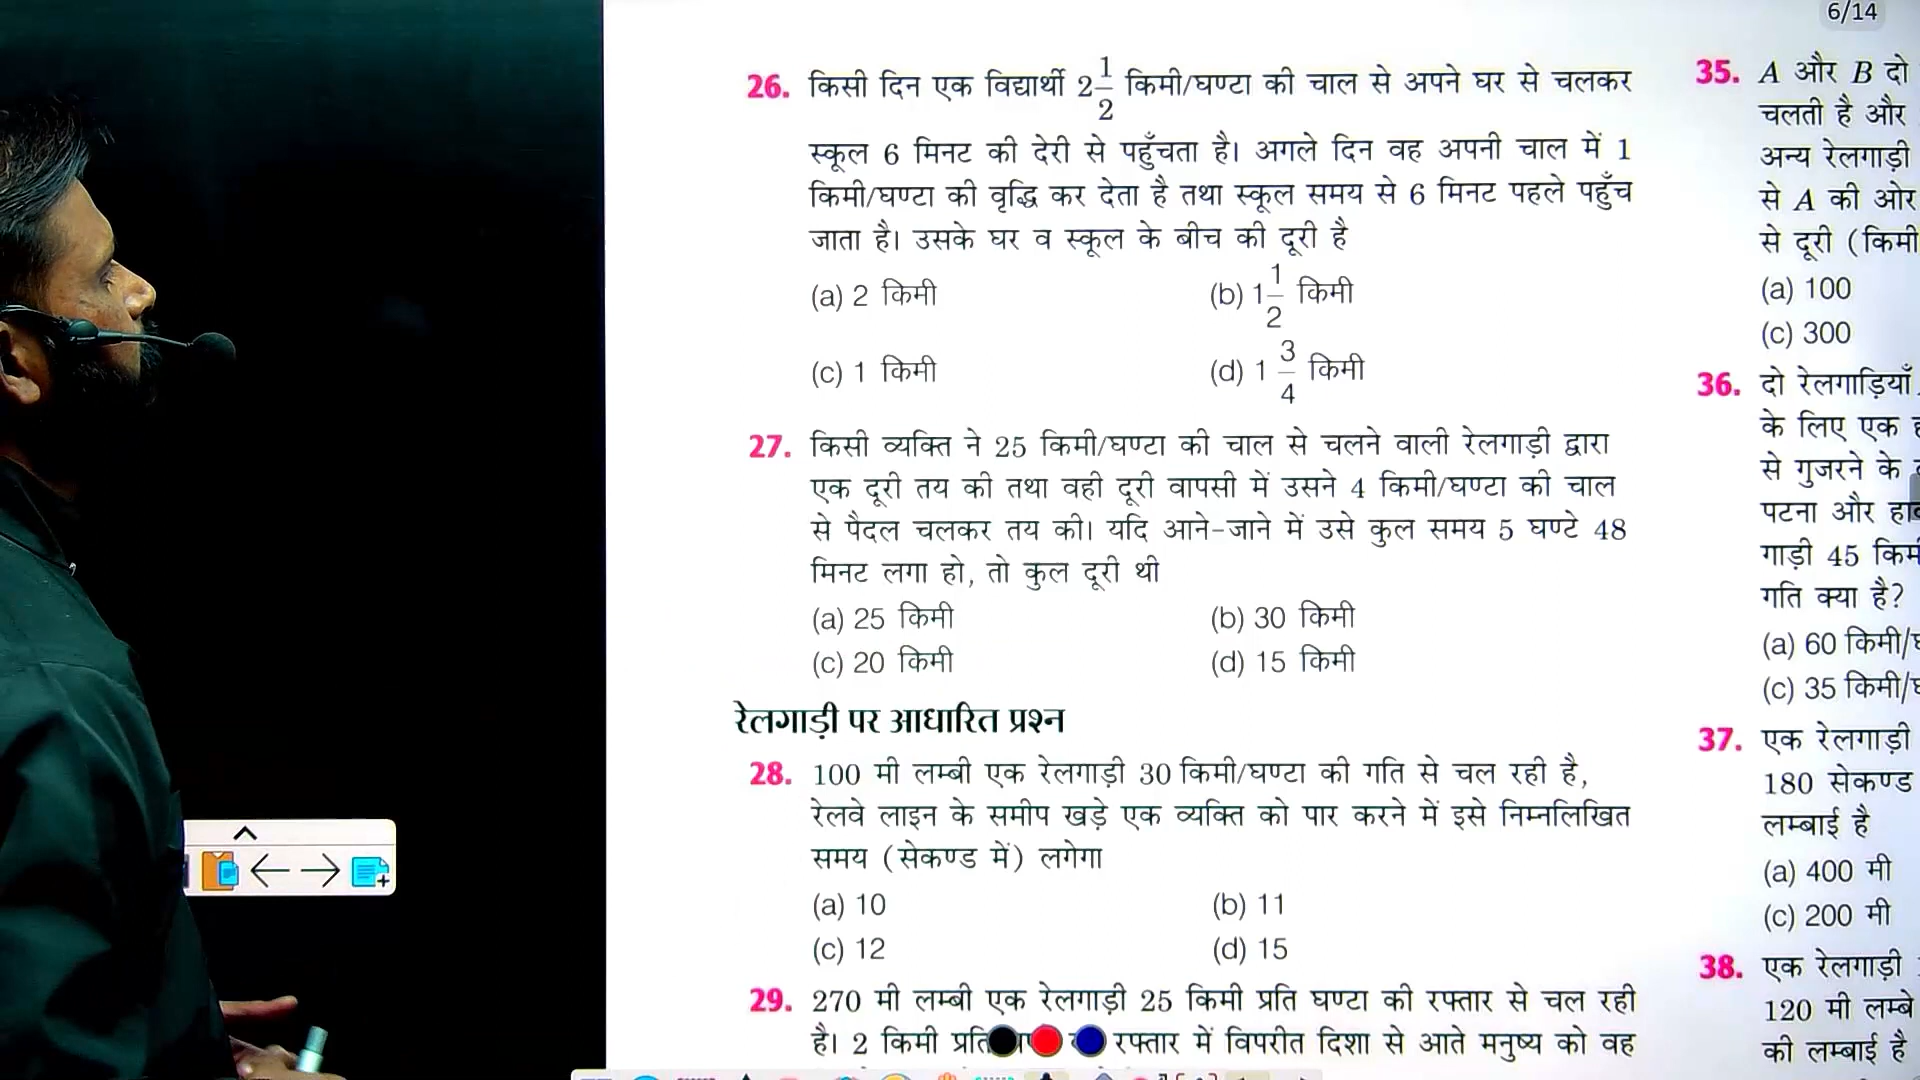 6/14
26. किसी दिन एक विद्यार्थी 2 1/2 किमी/घण्टा की चाल से अपने घर से चलकर
स्कूल 6 मिनट की देरी से पहुँचता है। अगले दिन वह अपनी चाल में 1
किमी/घण्टा की वृद्धि कर देता है तथा स्कूल समय से 6 मिनट पहले पहुँच
जाता है। उसके घर व स्कूल के बीच की दूरी है
(a) 2 किमी (b) 1 1/2 किमी
(c) 1 किमी (d) 1 3/4 किमी
27. किसी व्यक्ति ने 25 किमी/घण्टा की चाल से चलने वाली रेलगाड़ी द्वारा
एक दूरी तय की तथा वही दूरी वापसी में उसने 4 किमी/घण्टा की चाल
से पैदल चलकर तय की। यदि आने-जाने में उसे कुल समय 5 घण्टे 48
मिनट लगा हो, तो कुल दूरी थी
(a) 25 किमी (b) 30 किमी
(c) 20 किमी (d) 15 किमी
रेलगाड़ी पर आधारित प्रश्न
28. 100 मी लम्बी एक रेलगाड़ी 30 किमी/घण्टा की गति से चल रही है,
रेलवे लाइन के समीप खड़े एक व्यक्ति को पार करने में इसे निम्नलिखित
समय (सेकण्ड में) लगेगा
(a) 10 (b) 11
(c) 12 (d) 15
29. 270 मी लम्बी एक रेलगाड़ी 25 किमी प्रति घण्टा की रफ्तार से चल रही
है। 2 किमी प्रति रफ्तार में विपरीत दिशा से आते मनुष्य को वह
35. A और B दो
चलती है और
अन्य रेलगाड़ी
से A की ओर
से दूरी (किमी
(a) 100
(c) 300
36. दो रेलगाड़ियाँ
के लिए एक
से गुजरने के
पटना और
गाड़ी 45 किमी
गति क्या है?
(a) 60 किमी/
(c) 35 किमी/
37. एक रेलगाड़ी
180 सेकण्ड
लम्बाई है
(a) 400 मी
(c) 200 मी
38. एक रेलगाड़ी
120 मी लम्बे
की लम्बाई है